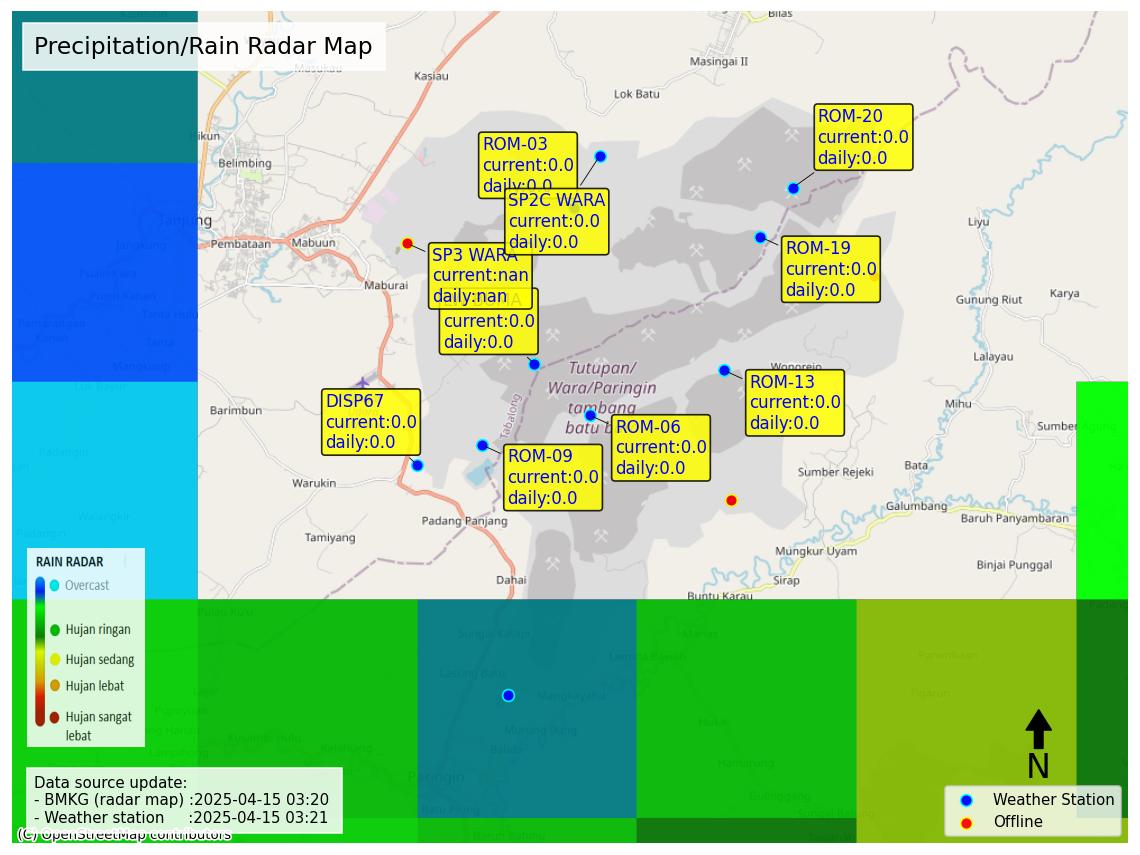 Precipitation/Rain Radar Map
Bilas
Masingai II
Kasiau
Lok Batu
Hikun
Belimbing
Tanjung
Pembataan
Mabuun
Maburai
ROM-03
current:0.0
daily:0.0
SP2C WARA
current:0.0
daily:0.0
ROM-20
current:0.0
daily:0.0
ROM-19
current:0.0
daily:0.0
SP3 WARA
current:nan
daily:nan
current:0.0
daily:0.0
Liyu
Gunung Riut
Karya
Lalayau
Mihu
Wonorejo
Tutupan/
Wara/Paringin
tambang
batu
Tabalong
ROM-13
current:0.0
daily:0.0
DISP67
current:0.0
daily:0.0
ROM-06
current:0.0
daily:0.0
ROM-09
current:0.0
daily:0.0
Barimbun
Warukin
Tamiyang
Padang Panjang
Dahai
Sumber Rejeki
Bata
Sumber Agung
Galumbang
Baruh Panyambaran
Mungkur Uyam
Binjai Punggal
Sirap
Buntu Karau
Paringin
RAIN RADAR
Overcast
Hujan ringan
Hujan sedang
Hujan lebat
Hujan sangat
lebat
Data source update:
- BMKG (radar map) :2025-04-15 03:20
- Weather station :2025-04-15 03:21
(C) OpenStreetMap contributors
N
Weather Station
Offline